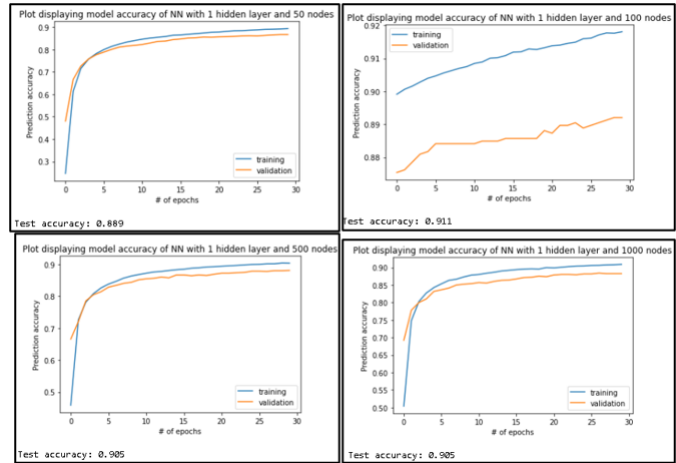 Plot displaying model accuracy of NN with 1 hidden layer and 50 nodes
0.9
0.8
0.7
0.6
0.5
0.4
0.3
Prediction accuracy
training
validation
0 5 10 15 20 25 30
# of epochs
Test accuracy: 0.889
Plot displaying model accuracy of NN with 1 hidden layer and 100 nodes
0.92
0.91
0.90
0.89
0.88
Prediction accuracy
training
validation
0 5 10 15 20 25 30
# of epochs
Test accuracy: 0.911
Plot displaying model accuracy of NN with 1 hidden layer and 500 nodes
0.9
0.8
0.7
0.6
0.5
Prediction accuracy
training
validation
0 5 10 15 20 25 30
# of epochs
Test accuracy: 0.905
Plot displaying model accuracy of NN with 1 hidden layer and 1000 nodes
0.90
0.85
0.80
0.75
0.70
0.65
0.60
0.55
0.50
Prediction accuracy
training
validation
0 5 10 15 20 25 30
# of epochs
Test accuracy: 0.905